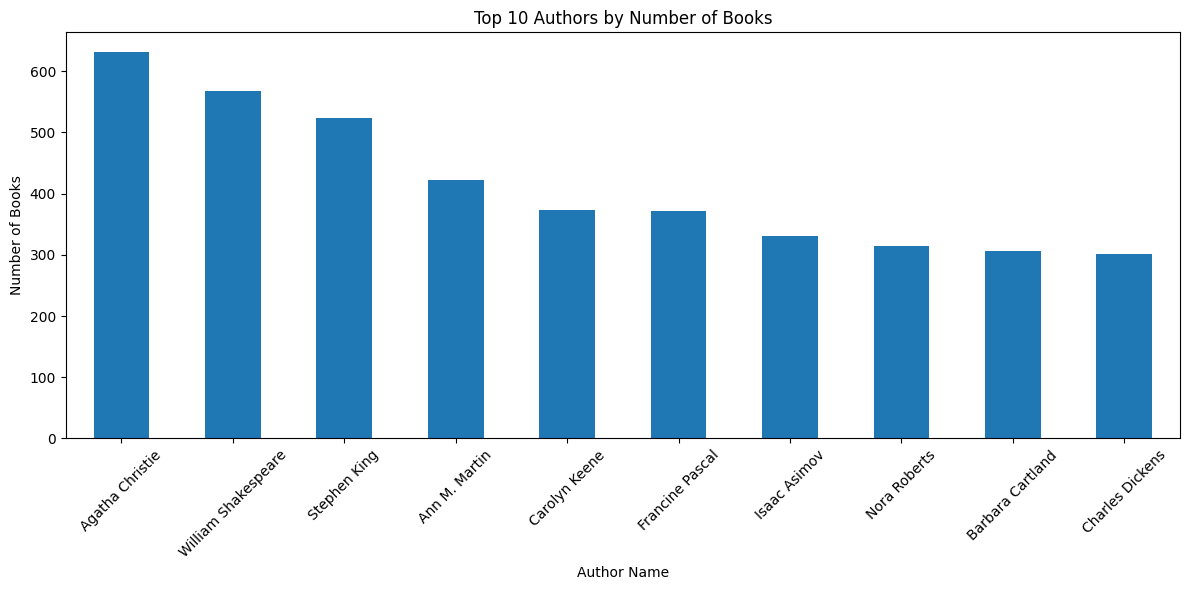 Top 10 Authors by Number of Books
Number of Books
600
500
400
300
200
100
0
Agatha Christie
William Shakespeare
Stephen King
Ann M. Martin
Carolyn Keene
Francine Pascal
Isaac Asimov
Nora Roberts
Barbara Cartland
Charles Dickens
Author Name